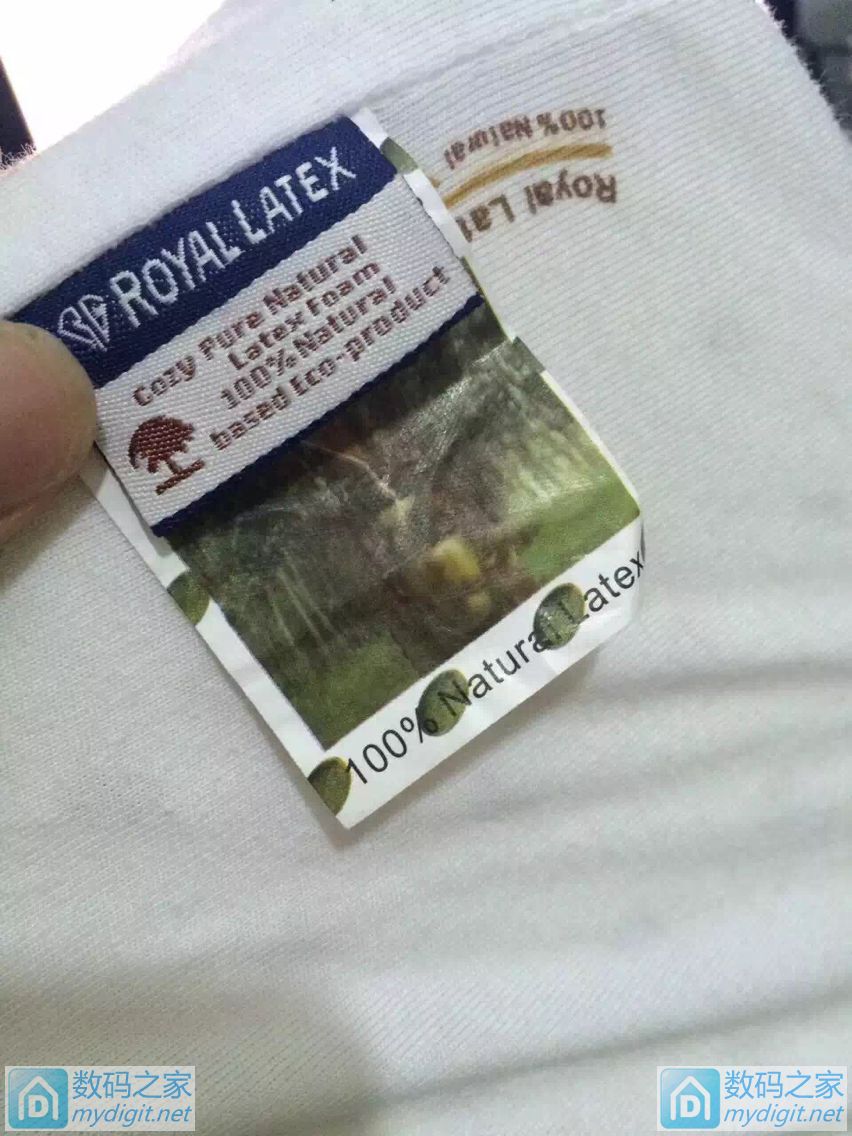 ROYAL LATEX
Cozy Pure Natural
Latex Foam
100% Natural
based Eco-product
100% Natural Latex
100% Natural
Royal Lat
数码之家
mydigit.net
数码之家
mydigit.net